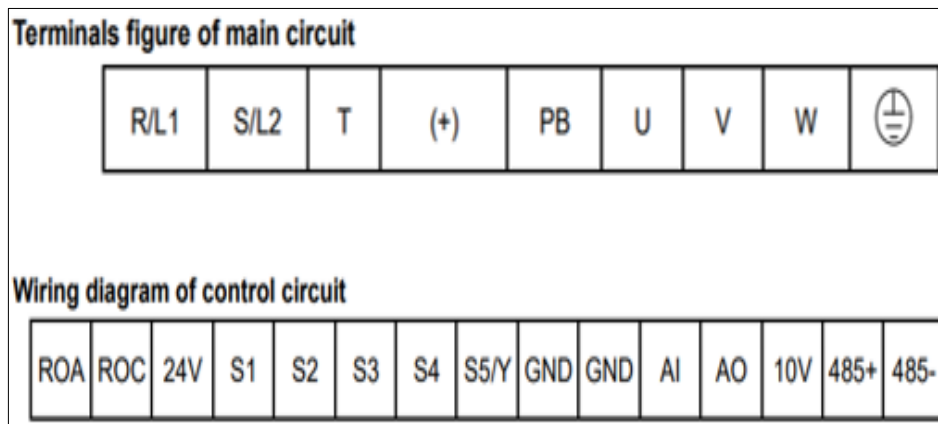 Terminals figure of main circuit
R/L1 S/L2 T (+) PB U V W
Wiring diagram of control circuit
ROA ROC 24V S1 S2 S3 S4 S5/Y GND GND AI AO 10V 485+ 485-